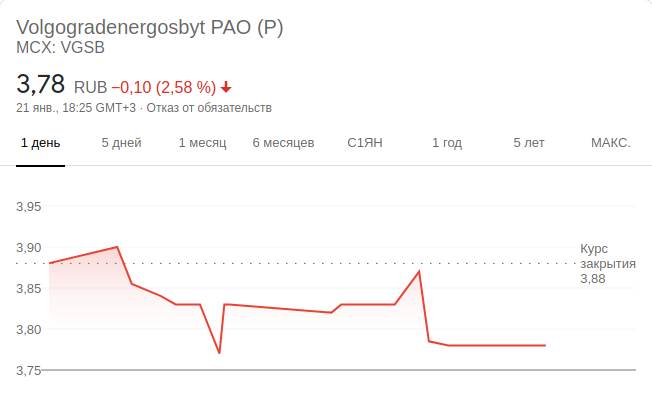 Volgogradenergosbyt PAO (P)
MCX: VGSB
3,78 RUB −0,10 (2,58 %) ↓
21 янв., 18:25 GMT+3 · Отказ от обязательств
1 день 5 дней 1 месяц 6 месяцев С1ЯН 1 год 5 лет МАКС.
3,95
3,90
Курс
закрытия
3,88
3,85
3,80
3,75